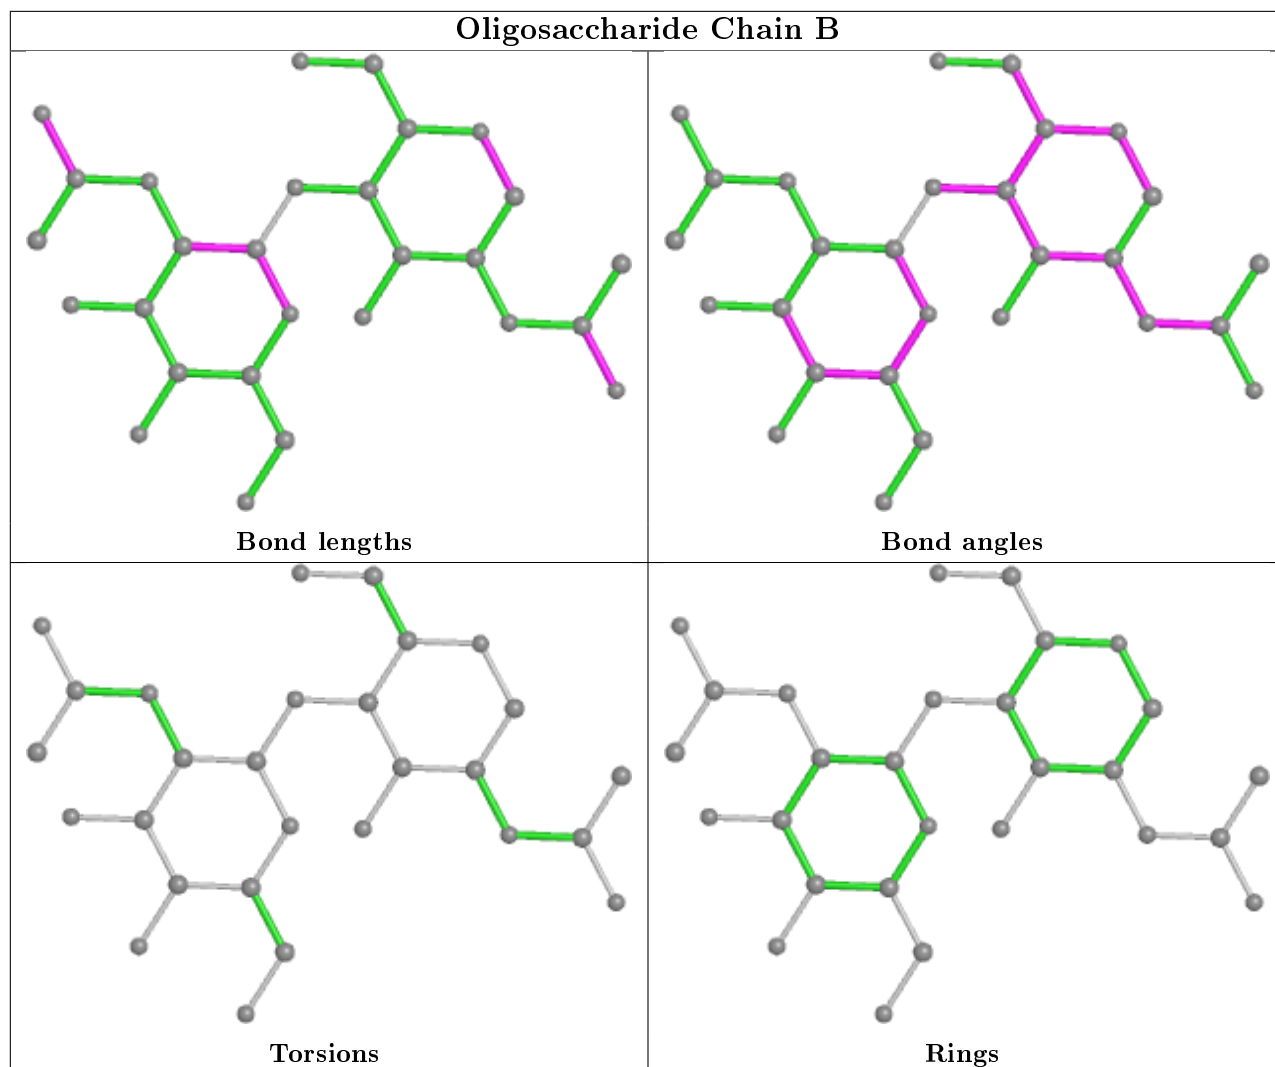 Oligosaccharide Chain B
Bond lengths
Bond angles
Torsions
Rings